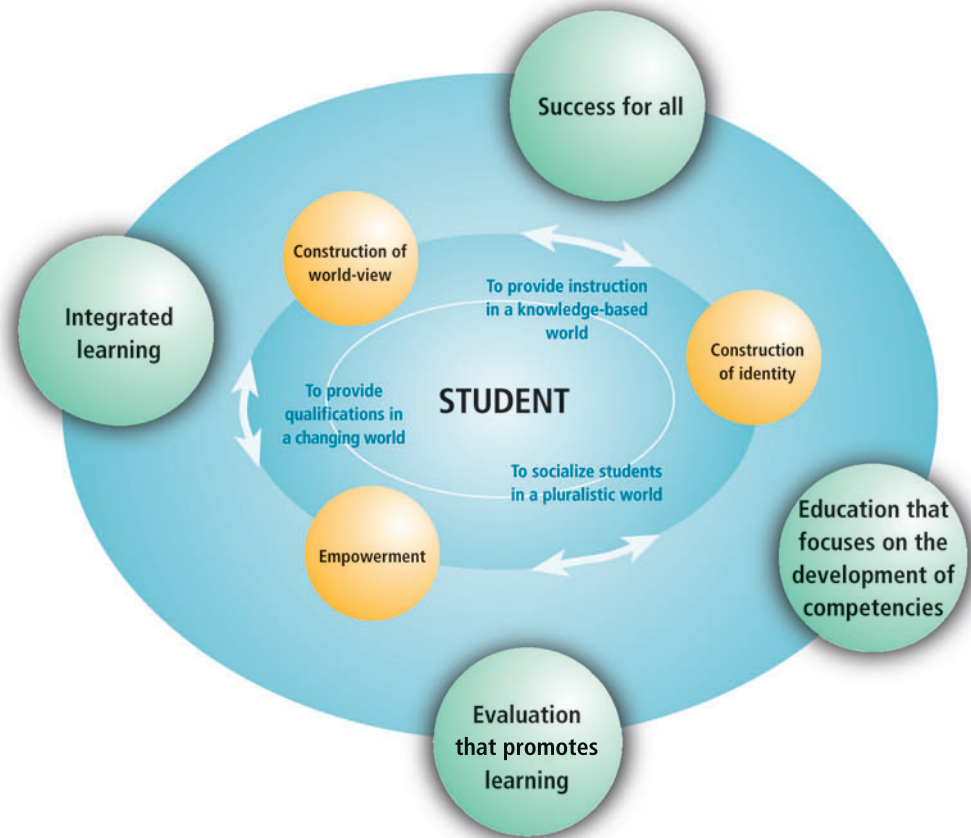 Success for all
Construction of
world-view
Integrated
learning
To provide instruction
in a knowledge-based
world
Construction
of identity
To provide
qualifications in
a changing world
STUDENT
To socialize students
in a pluralistic world
Empowerment
Education that
focuses on the
development of
competencies
Evaluation
that promotes
learning